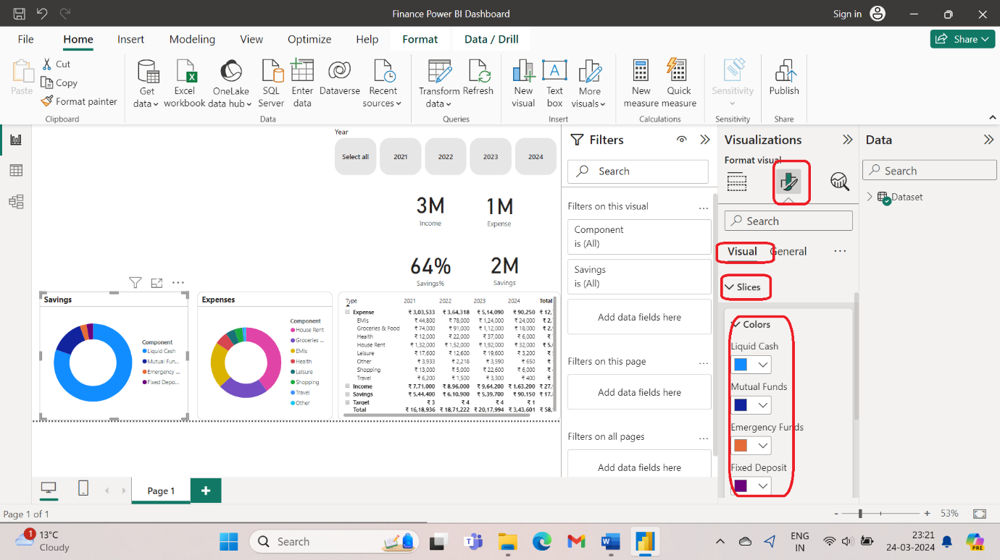 Finance Power BI Dashboard
Sign in
File Home Insert Modeling View Optimize Help Format Data / Drill
Share
Paste
Cut
Copy
Format painter
Clipboard
Get data
Excel workbook
OneLake data hub
SQL Server
Enter data
Dataverse
Recent sources
Data
Transform data
Refresh
Queries
New visual
Text box
More visuals
Insert
New measure
Quick measure
Calculations
Sensitivity
Sensitivity
Publish
Share
Year
Select all 2021 2022 2023 2024
3M
Income
1M
Expense
64%
Savings%
2M
Savings
Savings
Component
Liquid Cash
Mutual Fun...
Emergency ...
Fixed Depo...
Expenses
Component
House Rent
Groceries ...
EMIs
Health
Leisure
Shopping
Travel
Other
Type 2021 2022 2023 2024 Total
Expense ₹ 3,03,533 ₹ 3,64,318 ₹ 5,14,090 ₹ 90,250 ₹ 12,
EMIs ₹ 44,800 ₹ 78,000 ₹ 1,24,000 ₹ 24,000 ₹ 2,
Groceries & Food ₹ 74,000 ₹ 91,000 ₹ 1,12,000 ₹ 18,000
Health ₹ 12,000 ₹ 22,000 ₹ 37,000 ₹ 6,000
House Rent ₹ 1,32,000 ₹ 1,52,000 ₹ 1,92,000 ₹ 32,000
Leisure ₹ 17,600 ₹ 12,600 ₹ 19,600 ₹ 3,200
Other ₹ 3,933 ₹ 2,218 ₹ 3,590 ₹ 650
Shopping ₹ 13,000 ₹ 5,000 ₹ 22,600 ₹ 6,000
Travel ₹ 6,200 ₹ 1,500 ₹ 3,300 ₹ 400
Income ₹ 7,71,000 ₹ 8,96,000 ₹ 9,64,200 ₹ 1,63,200 ₹ 27,
Savings ₹ 5,44,400 ₹ 6,10,900 ₹ 5,39,700 ₹ 90,150 ₹ 17,
Target ₹ 3 ₹ 4 ₹ 4 ₹ 1
Total ₹ 16,18,936 ₹ 18,71,222 ₹ 20,17,994 ₹ 3,43,601 ₹ 58,
Filters
Search
Filters on this visual ...
Component
is (All)
Savings
is (All)
Add data fields here
Filters on this page ...
Add data fields here
Filters on all pages ...
Add data fields here
Visualizations
Format visual
Search
Visual General ...
Slices
Colors
Liquid Cash
Mutual Funds
Emergency Funds
Fixed Deposit
Data
Search
Dataset
Page 1
Page 1 of 1
- + 53%
1
13°C
Cloudy
Search
ENG
IN
23:21
24-03-2024
PRE